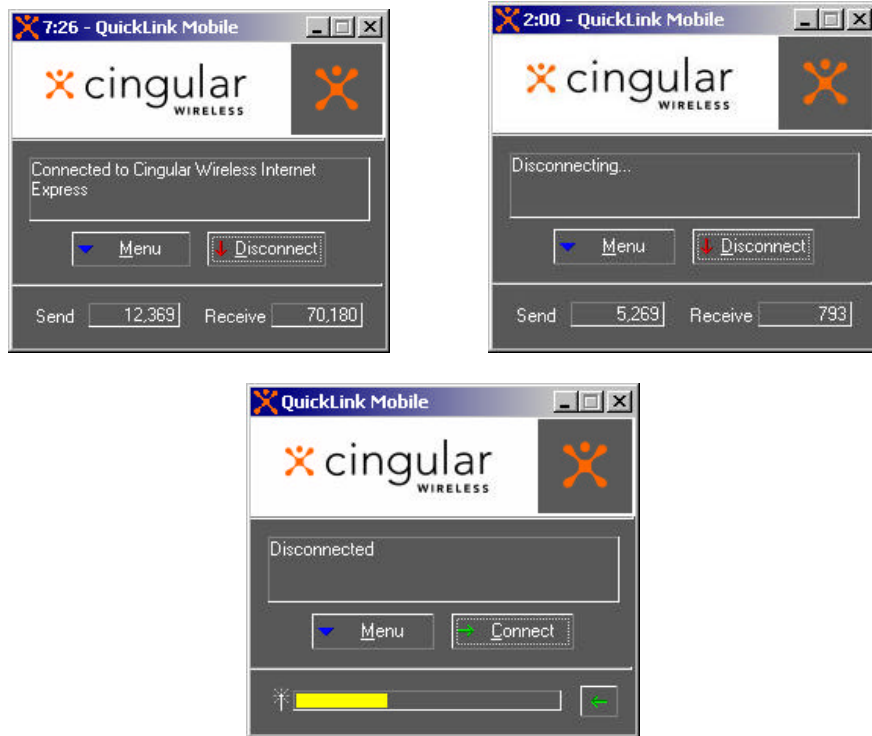 7:26 - QuickLink Mobile
cingular
WIRELESS
Connected to Cingular Wireless Internet
Express
Menu
Disconnect
Send 12,369 Receive 70,180
2:00 - QuickLink Mobile
cingular
WIRELESS
Disconnecting...
Menu
Disconnect
Send 5,269 Receive 793
QuickLink Mobile
cingular
WIRELESS
Disconnected
Menu
Connect